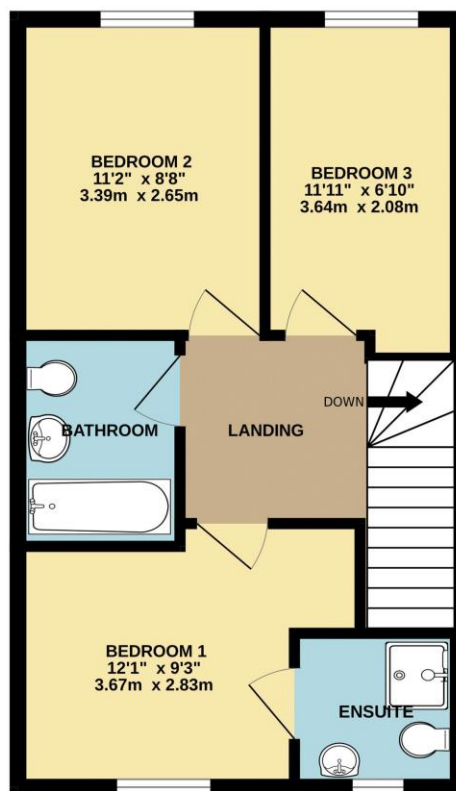 BEDROOM 2
11'2" x 8'8"
3.39m x 2.65m
BEDROOM 3
11'11" x 6'10"
3.64m x 2.08m
DOWN
BATHROOM
LANDING
BEDROOM 1
12'1" x 9'3"
3.67m x 2.83m
ENSUITE